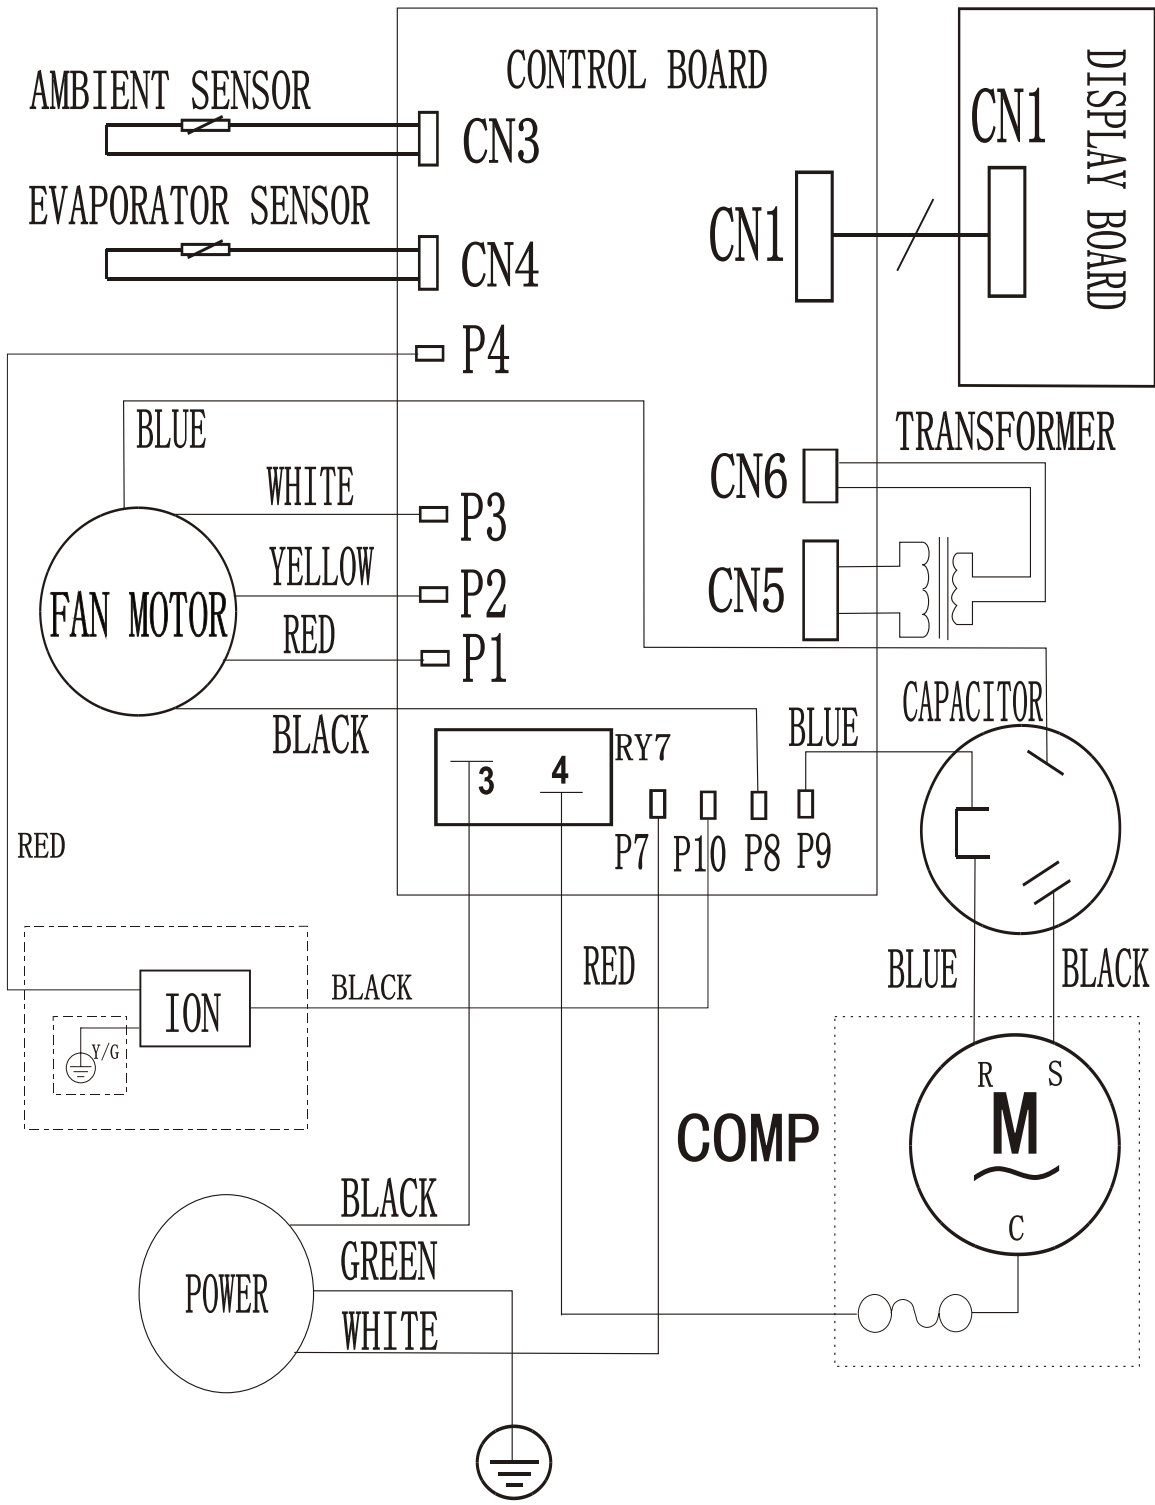 CONTROL BOARD
DISPLAY BOARD
AMBIENT SENSOR
CN3
CN1
EVAPORATOR SENSOR
CN4
CN1
P4
BLUE
TRANSFORMER
WHITE
P3
CN6
YELLOW
P2
CN5
FAN MOTOR
RED
P1
BLACK
CAPACITOR
BLUE
RY7
3
4
P7
P10
P8
P9
RED
RED
BLUE
BLACK
BLACK
ION
Y/G
R
S
M
COMP
C
BLACK
GREEN
POWER
WHITE